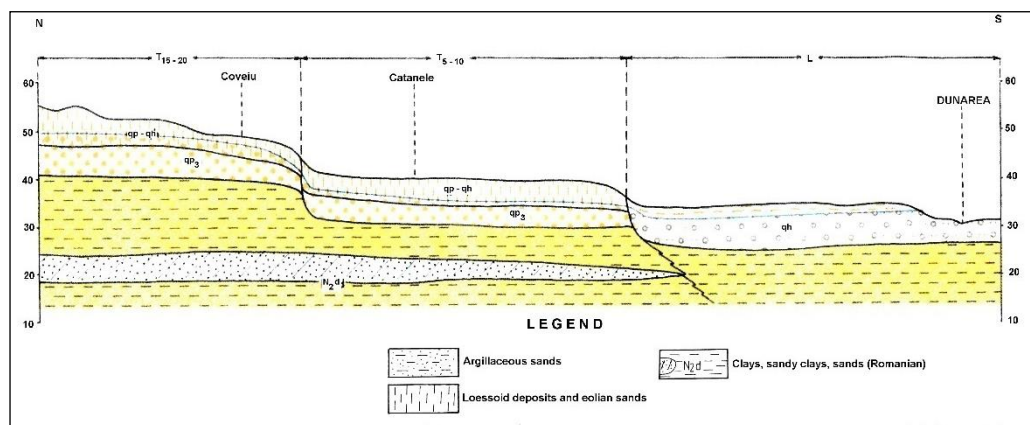 N
S
T15 - 20
T5 - 10
L
Coveiu
Catanele
DUNAREA
60
50
40
30
20
10
60
50
40
30
20
10
qp - qh
qp3
qp - qh
qp3
qh
LEGEND
Argillaceous sands
Loessoid deposits and eolian sands
N2d
Clays, sandy clays, sands (Romanian)